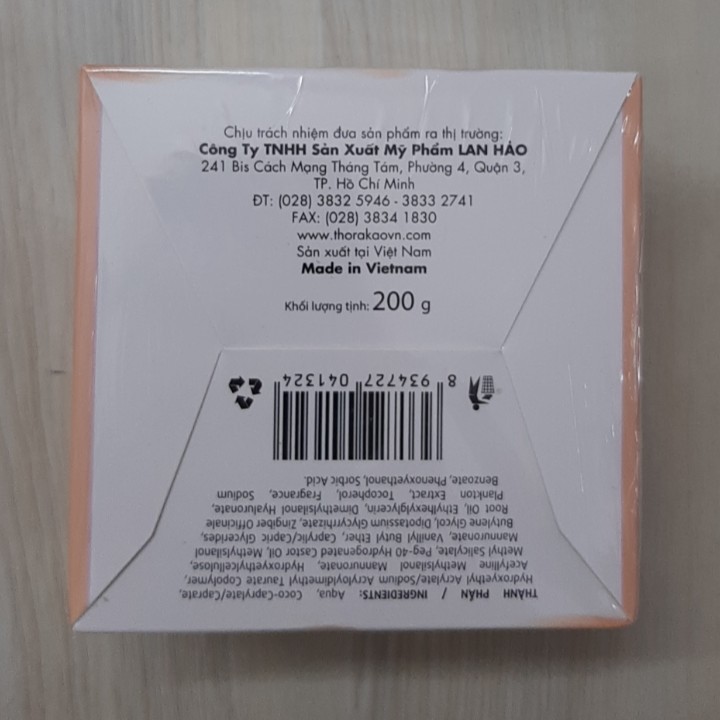 Chịu trách nhiệm đưa sản phẩm ra thị trường:
Công Ty TNHH Sản Xuất Mỹ Phẩm LAN HẢO
241 Bis Cách Mạng Tháng Tám, Phường 4, Quận 3,
TP. Hồ Chí Minh
ĐT: (028) 3832 5946 - 3833 2741
FAX: (028) 3834 1830
www.thorakaovn.com
Sản xuất tại Việt Nam
Made in Vietnam
Khối lượng tịnh: 200 g
THÀNH PHẦN / INGREDIENTS: Aqua, Coco-Caprylate/Caprate,
Hydroxyethyl Acrylate/Sodium Acryloyldimethyl Taurate Copolymer,
Acetylline Methylsilanol Mannuronate, Hydroxyethylcellulose,
Methyl Salicylate, Peg-40 Hydrogenated Castor Oil, Methylsilanol
Mannuronate, Vanillyl Butyl Ether, Caprylic/Capric Glycerides,
Butylene Glycol, Dipotassium Glycyrrhizate, Zingiber Officinale
Root Oil, Ethylhexylglycerin, Dimethylsilanol Hyaluronate,
Plankton Extract, Tocopherol, Fragrance, Sodium
Benzoate, Phenoxyethanol, Sorbic Acid.
8 934727 041324